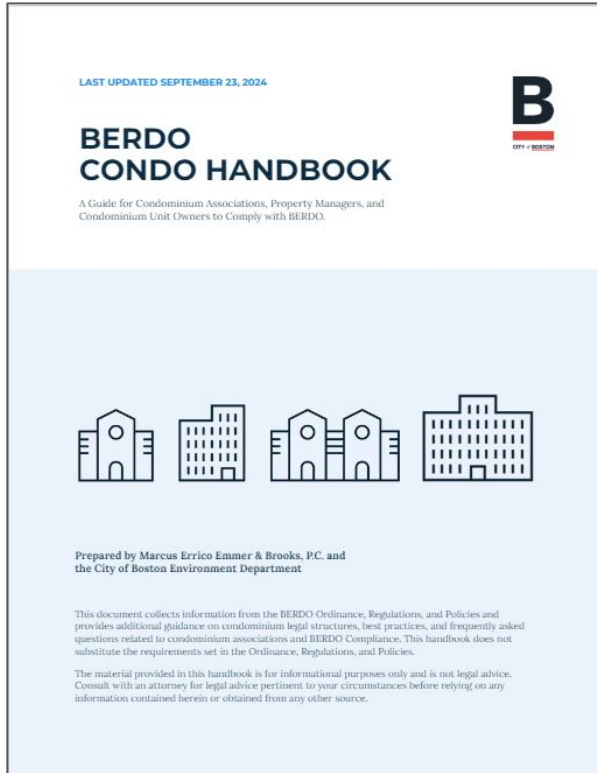 LAST UPDATED SEPTEMBER 23, 2024
B
CITY of BOSTON
BERDO
CONDO HANDBOOK
A Guide for Condominium Associations, Property Managers, and
Condominium Unit Owners to Comply with BERDO.
Prepared by Marcus Errico Emmer & Brooks, P.C. and
the City of Boston Environment Department
This document collects information from the BERDO Ordinance, Regulations, and Policies and
provides additional guidance on condominium legal structures, best practices, and frequently asked
questions related to condominium associations and BERDO Compliance. This handbook does not
substitute the requirements set in the Ordinance, Regulations, and Policies.
The material provided in this handbook is for informational purposes only and is not legal advice.
Consult with an attorney for legal advice pertinent to your circumstances before relying on any
information contained herein or obtained from any other source.